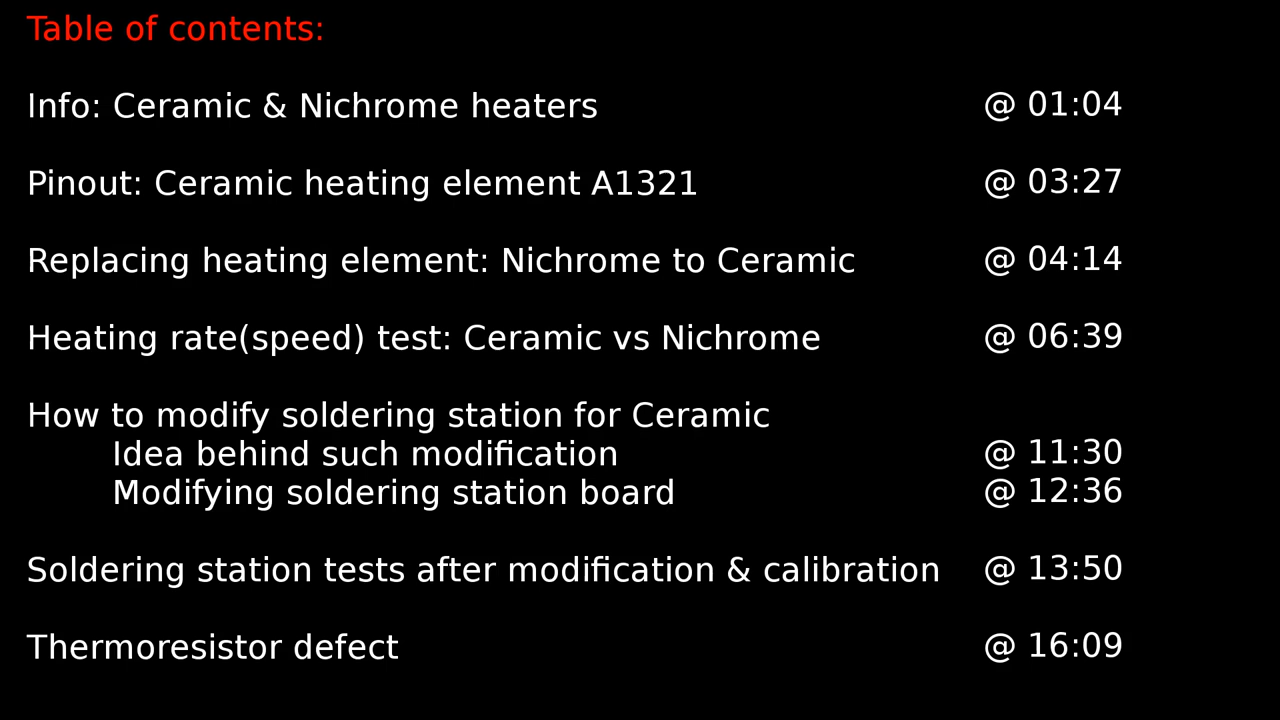 Table of contents:
Info: Ceramic & Nichrome heaters @ 01:04
Pinout: Ceramic heating element A1321 @ 03:27
Replacing heating element: Nichrome to Ceramic @ 04:14
Heating rate(speed) test: Ceramic vs Nichrome @ 06:39
How to modify soldering station for Ceramic
Idea behind such modification @ 11:30
Modifying soldering station board @ 12:36
Soldering station tests after modification & calibration @ 13:50
Thermoresistor defect @ 16:09